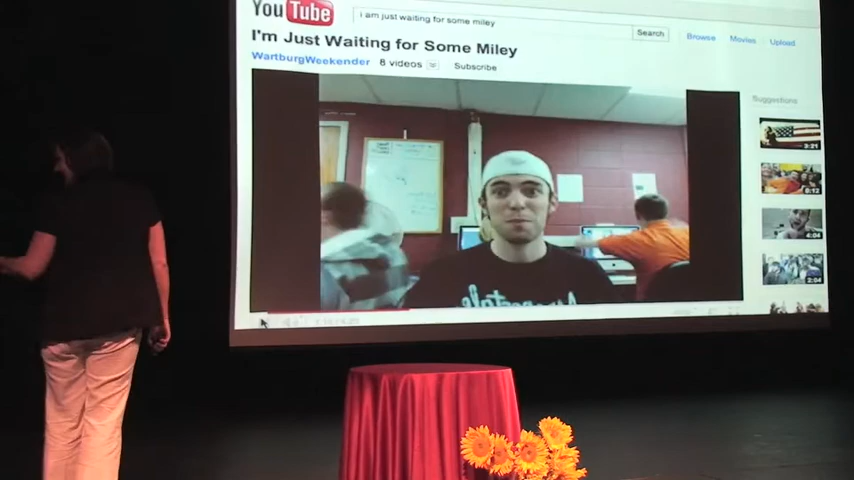 YouTube
i am just waiting for some miley
Search
Browse Movies Upload
I'm Just Waiting for Some Miley
WartburgWeekender 8 videos Subscribe
Suggestions
3:21
0:12
4:04
2:04